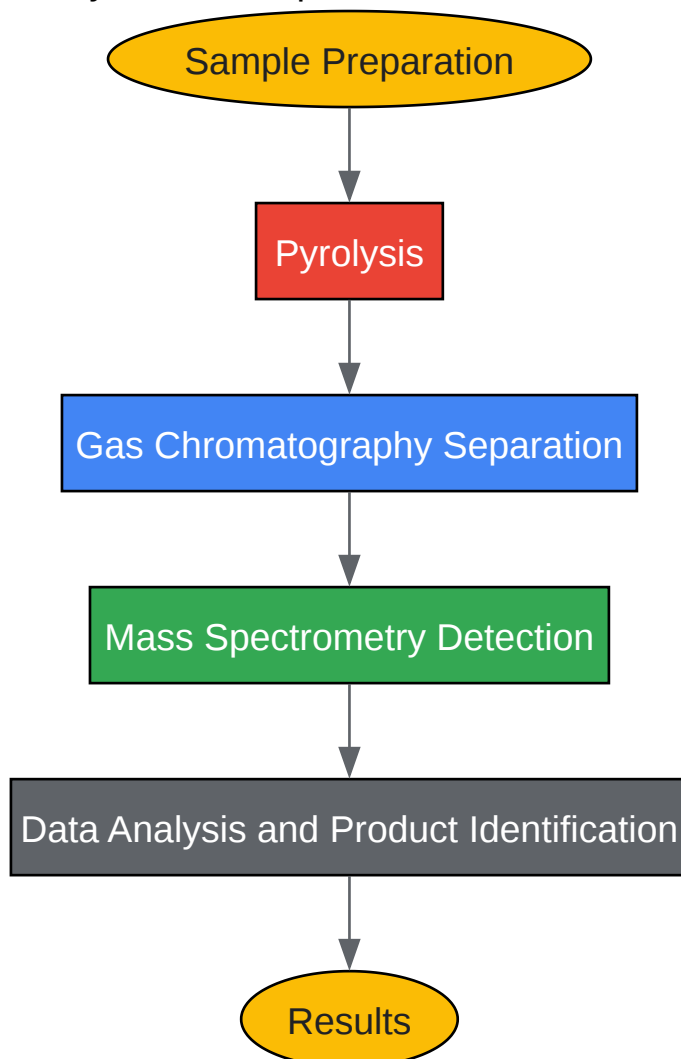 Sample Preparation
Pyrolysis
Gas Chromatography Separation
Mass Spectrometry Detection
Data Analysis and Product Identification
Results